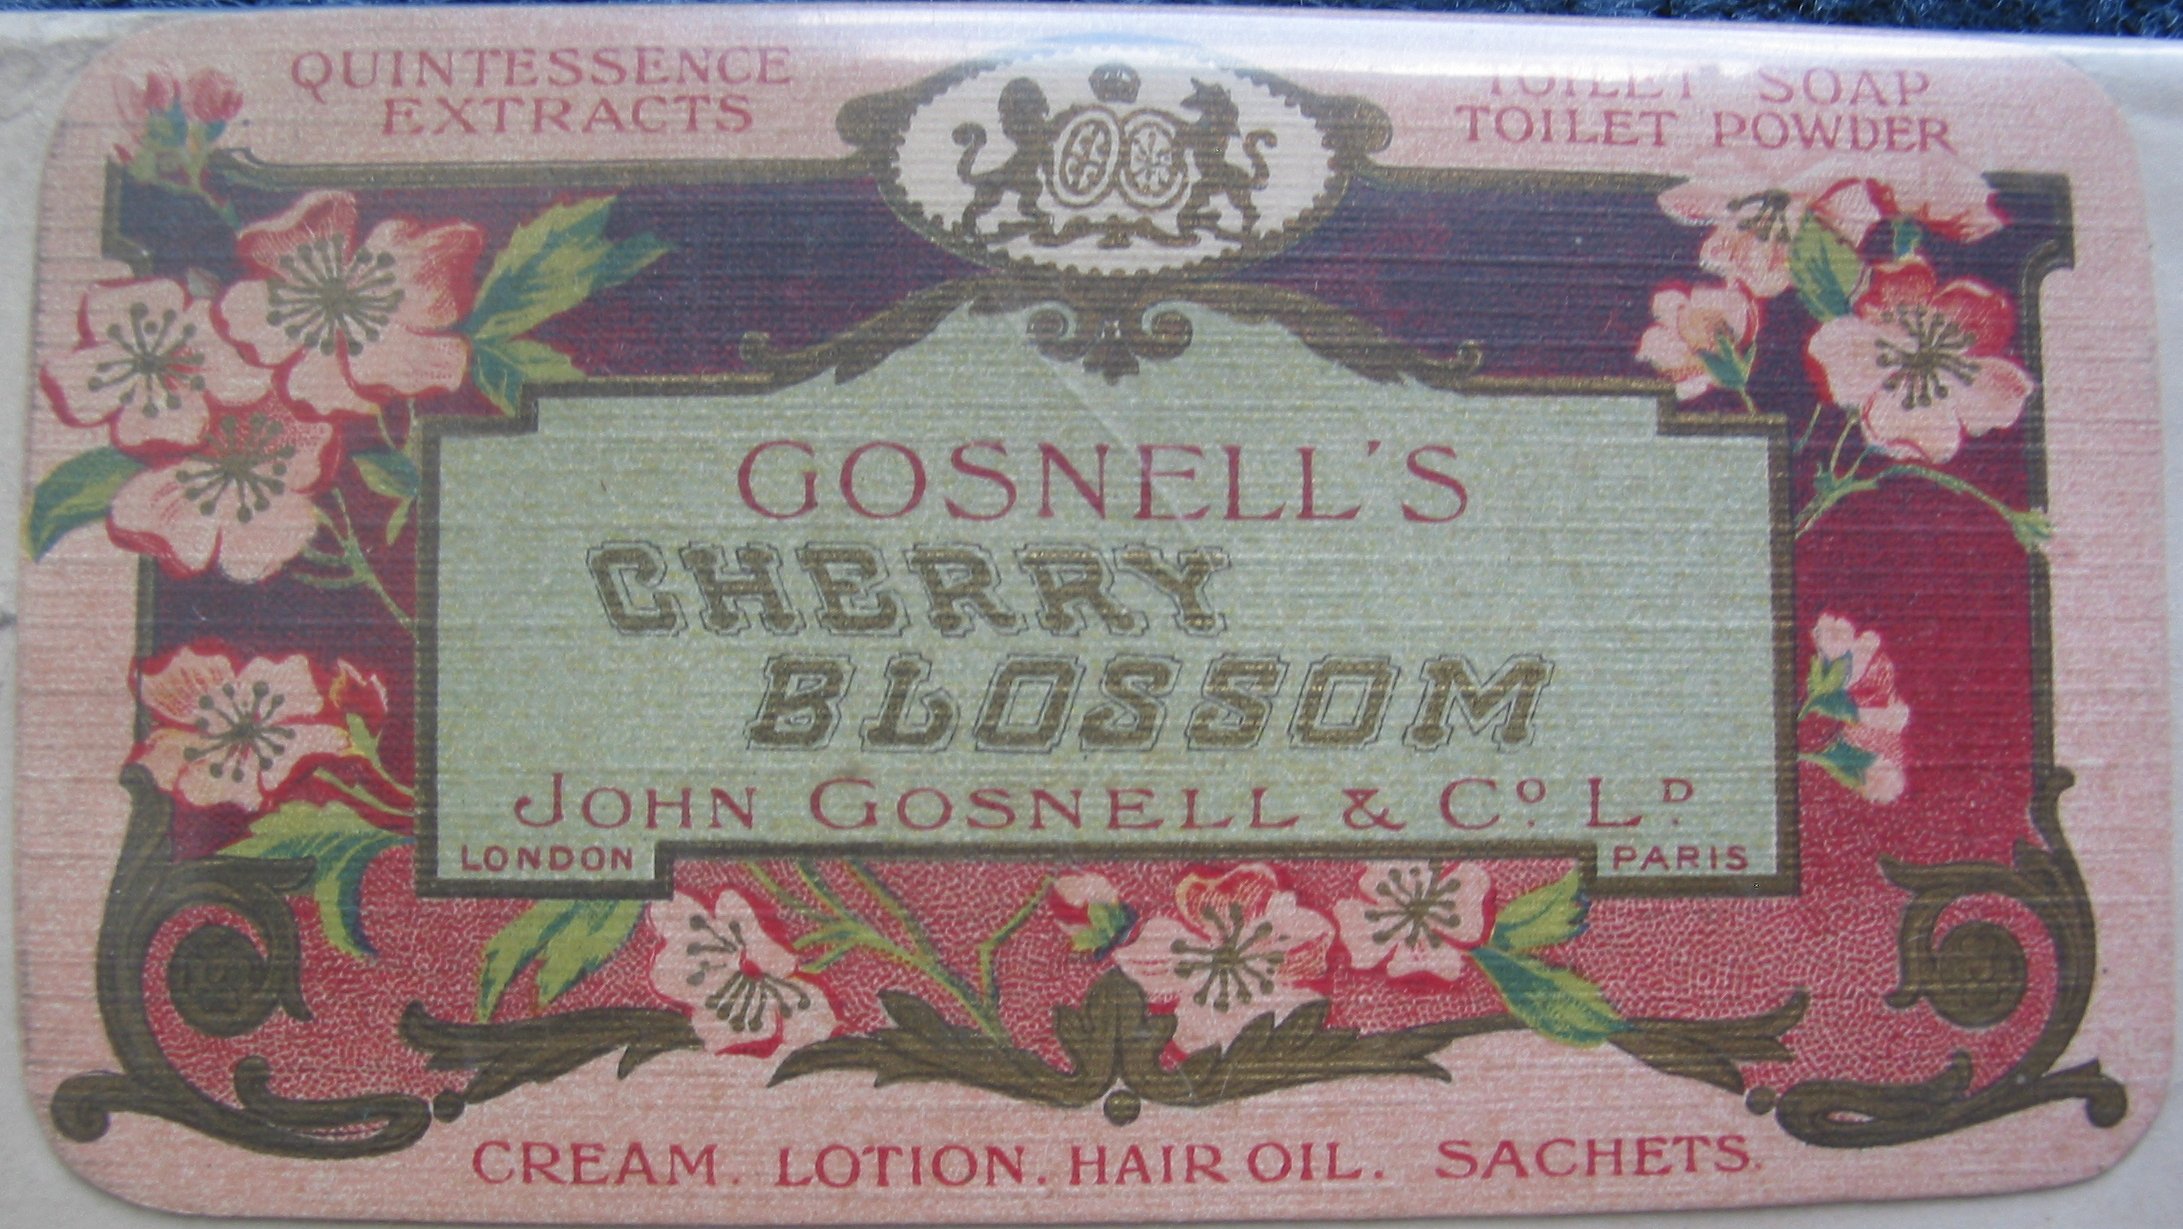 QUINTESSENCE
EXTRACTS
TOILET SOAP
TOILET POWDER
GOSNELL'S
CHERRY
BLOSSOM
JOHN GOSNELL & Cº. Lᴰ.
LONDON
PARIS
CREAM. LOTION. HAIR OIL. SACHETS.